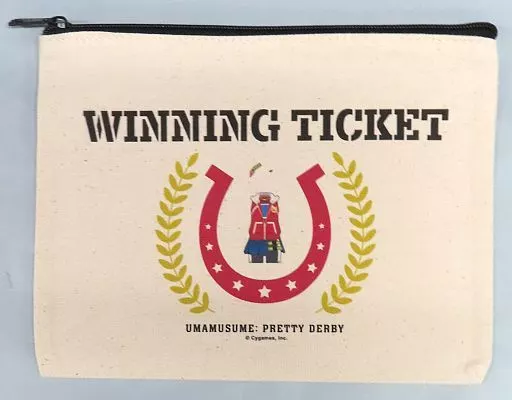 WINNING TICKET
UMAMUSUME: PRETTY DERBY
© Cygames, Inc.